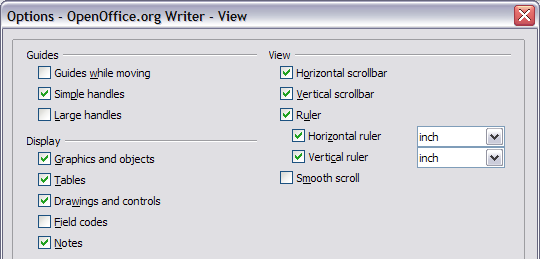 Options - OpenOffice.org Writer - View
Guides
Guides while moving
Simple handles
Large handles
Display
Graphics and objects
Tables
Drawings and controls
Field codes
Notes
View
Horizontal scrollbar
Vertical scrollbar
Ruler
Horizontal ruler inch
Vertical ruler inch
Smooth scroll